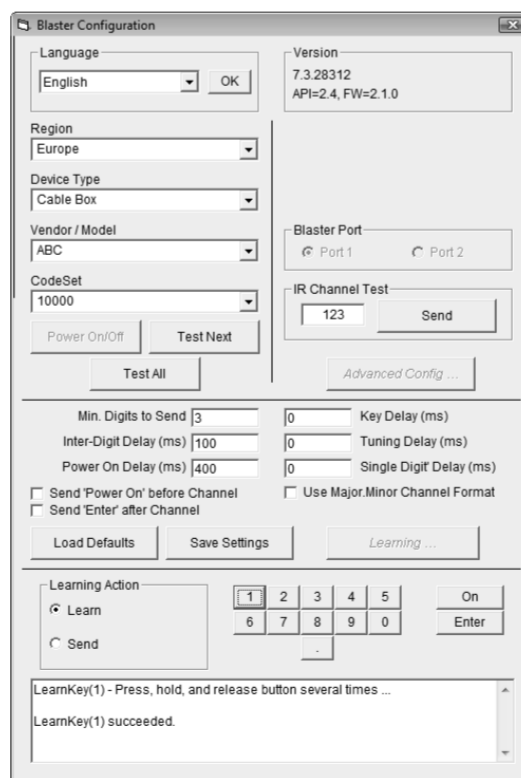 Blaster Configuration
Language
English
OK
Version
7.3.28312
API=2.4, FW=2.1.0
Region
Europe
Device Type
Cable Box
Vendor / Model
ABC
CodeSet
10000
Power On/Off
Test Next
Test All
Blaster Port
Port 1
Port 2
IR Channel Test
123
Send
Advanced Config ...
Min. Digits to Send 3
0 Key Delay (ms)
Inter-Digit Delay (ms) 100
0 Tuning Delay (ms)
Power On Delay (ms) 400
0 Single Digit' Delay (ms)
Send 'Power On' before Channel
Use Major.Minor Channel Format
Send 'Enter' after Channel
Load Defaults
Save Settings
Learning ...
Learning Action
Learn
Send
1 2 3 4 5
6 7 8 9 0
.
On
Enter
LearnKey(1) - Press, hold, and release button several times ...
LearnKey(1) succeeded.